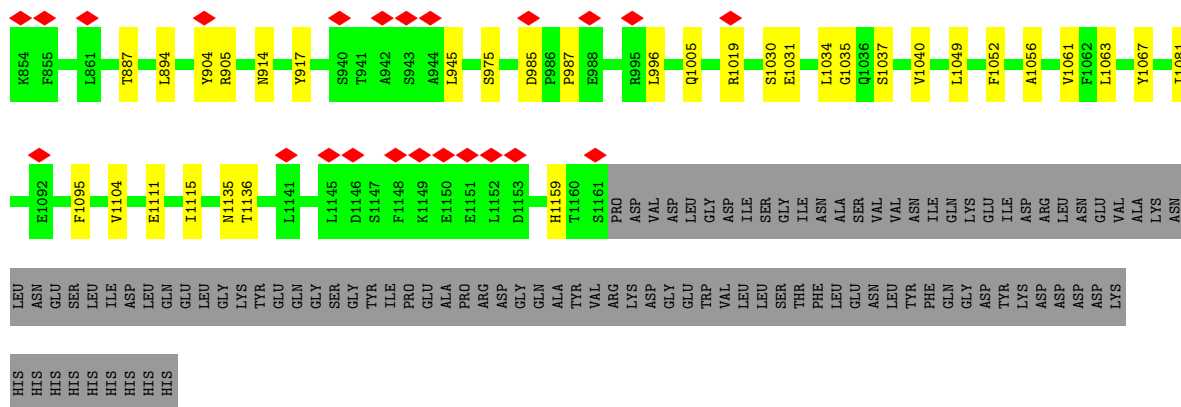 K854 F855 L861 T887 L894 Y904 R905 N914 Y917 S940 T941 A942 S943 A944 L945 S975 D985 P986 P987 E988 R995 L996 Q1005 R1019 S1030 E1031 L1034 G1035 Q1036 S1037 V1040 L1049 F1052 A1056 V1061 F1062 L1063 Y1067 I1081
E1092 F1095 V1104 E1111 I1115 N1135 T1136 L1141 L1145 D1146 S1147 F1148 K1149 E1150 E1151 L1152 D1153 H1159 T1160 S1161 PRO ASP VAL ASP LEU GLY ASP ILE SER GLY ILE ASN ALA SER VAL VAL ASN ILE GLN LYS GLU ILE ASP ARG LEU ASN GLU VAL ALA LYS ASN
LEU ASN GLU SER LEU ILE ASP LEU GLN GLU LEU GLY LYS TYR GLU GLN GLY SER GLY TYR ILE PRO GLU ALA PRO ARG ASP GLY GLN ALA TYR VAL ARG LYS ASP GLY GLU TRP VAL LEU LEU SER THR PHE LEU GLU ASN LEU TYR PHE GLN GLY ASP TYR LYS ASP ASP ASP ASP LYS
HIS HIS HIS HIS HIS HIS HIS HIS HIS